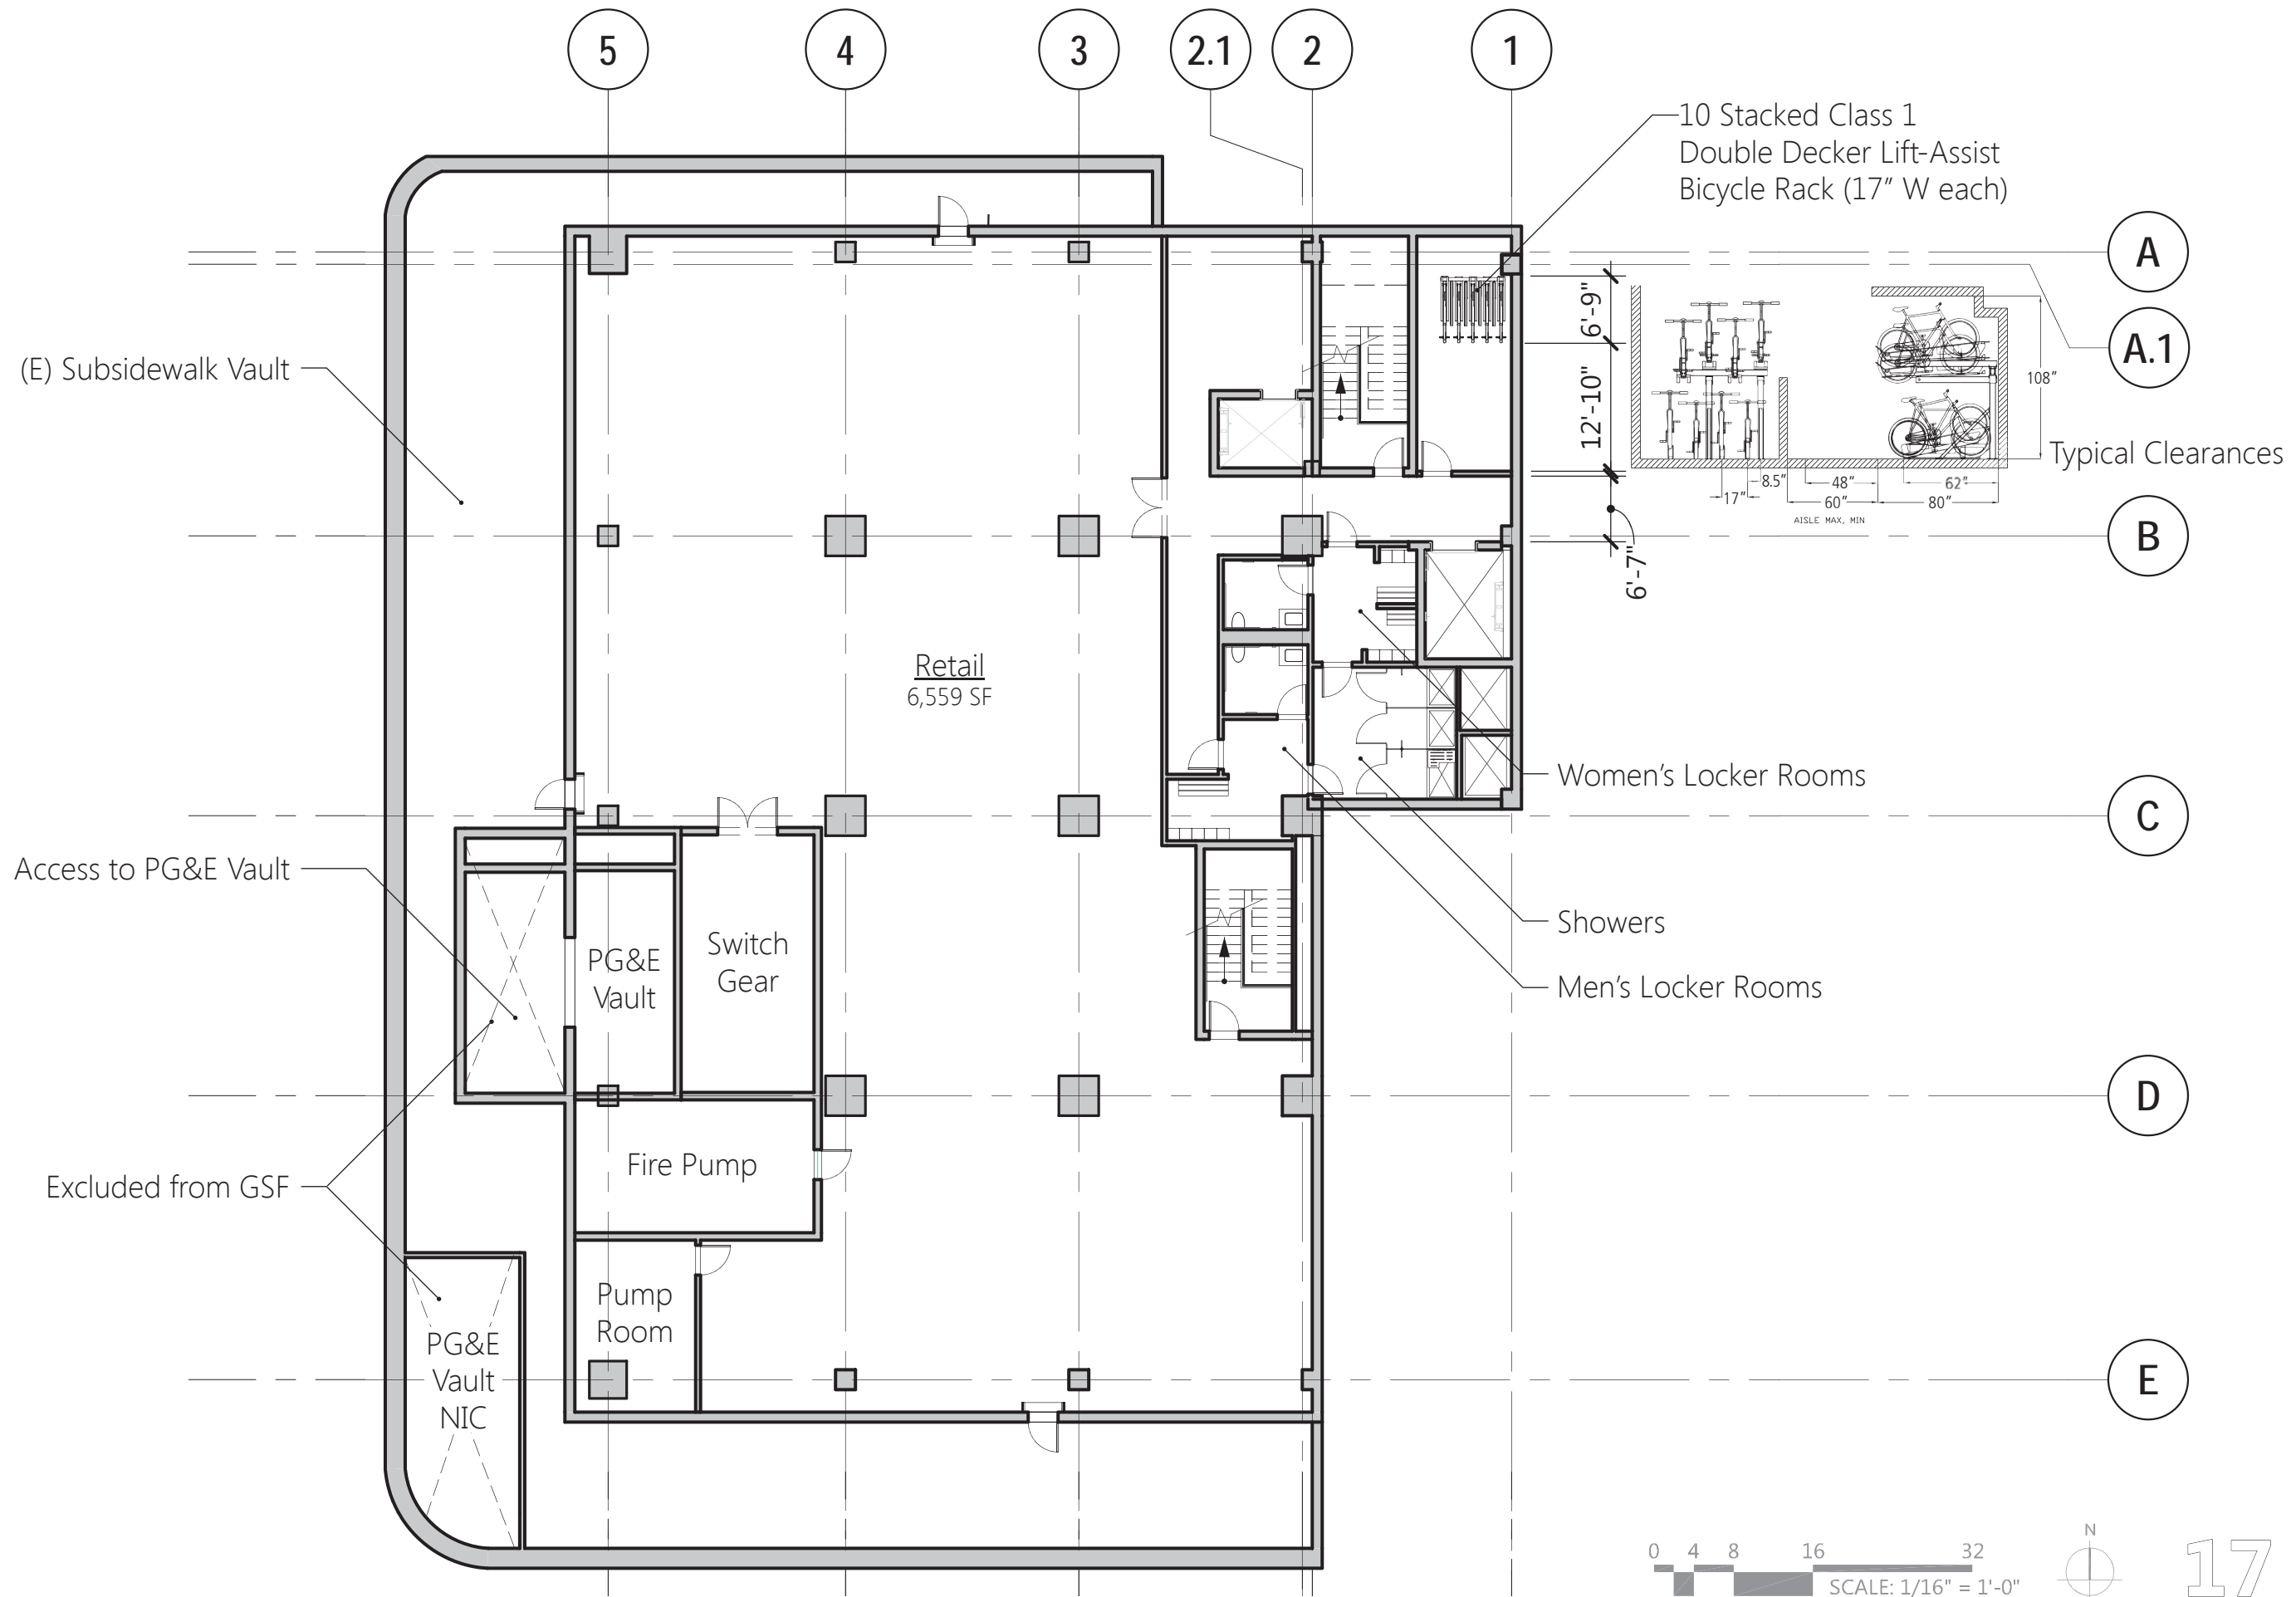 5
4
3
2.1
2
1
10 Stacked Class 1
Double Decker Lift-Assist
Bicycle Rack (17" W each)
A
6'-9"
A.1
(E) Subsidewalk Vault
108"
12'-10"
Typical Clearances
8.5"
48"
62"
17"
60"
80"
AISLE MAX, MIN
B
6'-7"
Retail
6,559 SF
Women's Locker Rooms
C
Access to PG&E Vault
Showers
Switch
Gear
PG&E
Vault
Men's Locker Rooms
D
Fire Pump
Excluded from GSF
Pump
Room
PG&E
Vault
NIC
E
N
0 4 8 16 32
SCALE: 1/16" = 1'-0"
17